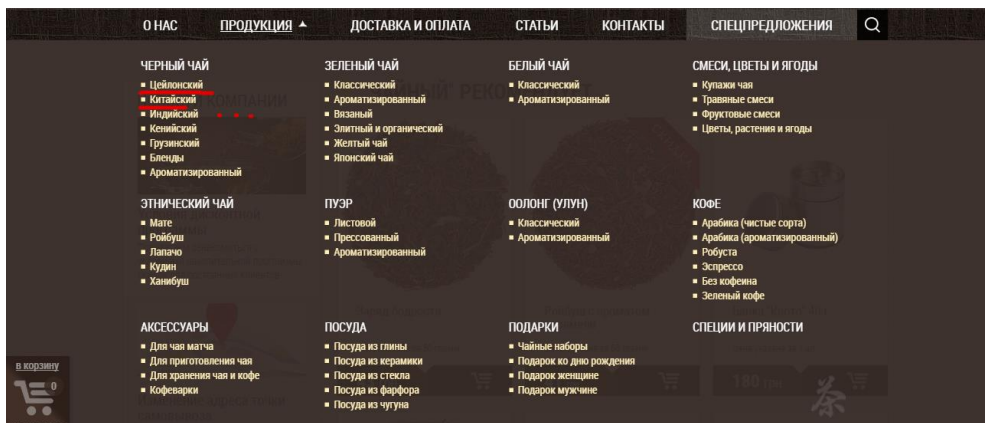 О НАС ПРОДУКЦИЯ ДОСТАВКА И ОПЛАТА СТАТЬИ КОНТАКТЫ СПЕЦПРЕДЛОЖЕНИЯ
ЧЕРНЫЙ ЧАЙ
Цейлонский
Китайский
Индийский
Кенийский
Грузинский
Бленды
Ароматизированный
ЗЕЛЕНЫЙ ЧАЙ
Классический
Ароматизированный
Вязаный
Элитный и органический
Желтый чай
Японский чай
БЕЛЫЙ ЧАЙ
Классический
Ароматизированный
СМЕСИ, ЦВЕТЫ И ЯГОДЫ
Купажи чая
Травяные смеси
Фруктовые смеси
Цветы, растения и ягоды
ЭТНИЧЕСКИЙ ЧАЙ
Мате
Ройбуш
Лапачо
Кудин
Ханибуш
ПУЭР
Листовой
Прессованный
Ароматизированный
ООЛОНГ (УЛУН)
Классический
Ароматизированный
КОФЕ
Арабика (чистые сорта)
Арабика (ароматизированный)
Робуста
Эспрессо
Без кофеина
Зеленый кофе
АКСЕССУАРЫ
Для чая матча
Для приготовления чая
Для хранения чая и кофе
Кофеварки
ПОСУДА
Посуда из глины
Посуда из керамики
Посуда из стекла
Посуда из фарфора
Посуда из чугуна
ПОДАРКИ
Чайные наборы
Подарок ко дню рождения
Подарок женщине
Подарок мужчине
СПЕЦИИ И ПРЯНОСТИ
в корзину
0
180 грн
茶